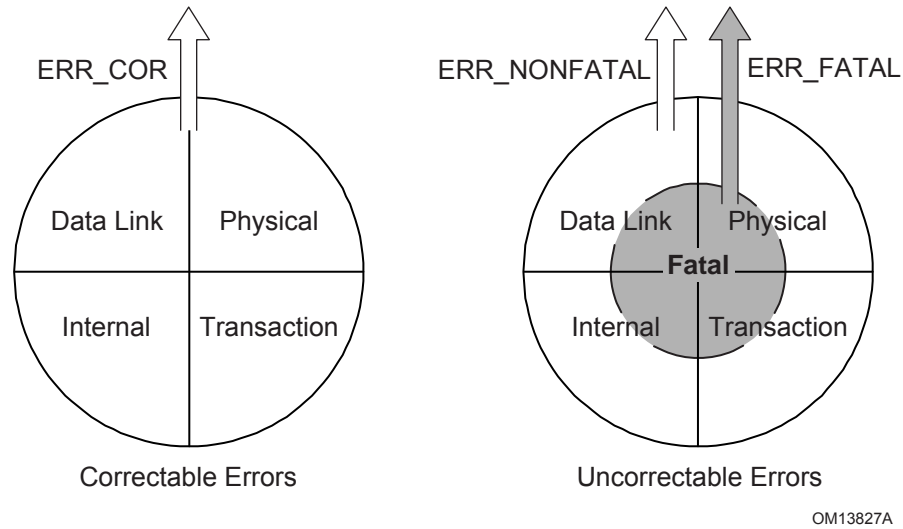 ERR_COR
Data Link
Physical
Internal
Transaction
Correctable Errors
ERR_NONFATAL
ERR_FATAL
Data Link
Physical
Fatal
Internal
Transaction
Uncorrectable Errors
OM13827A